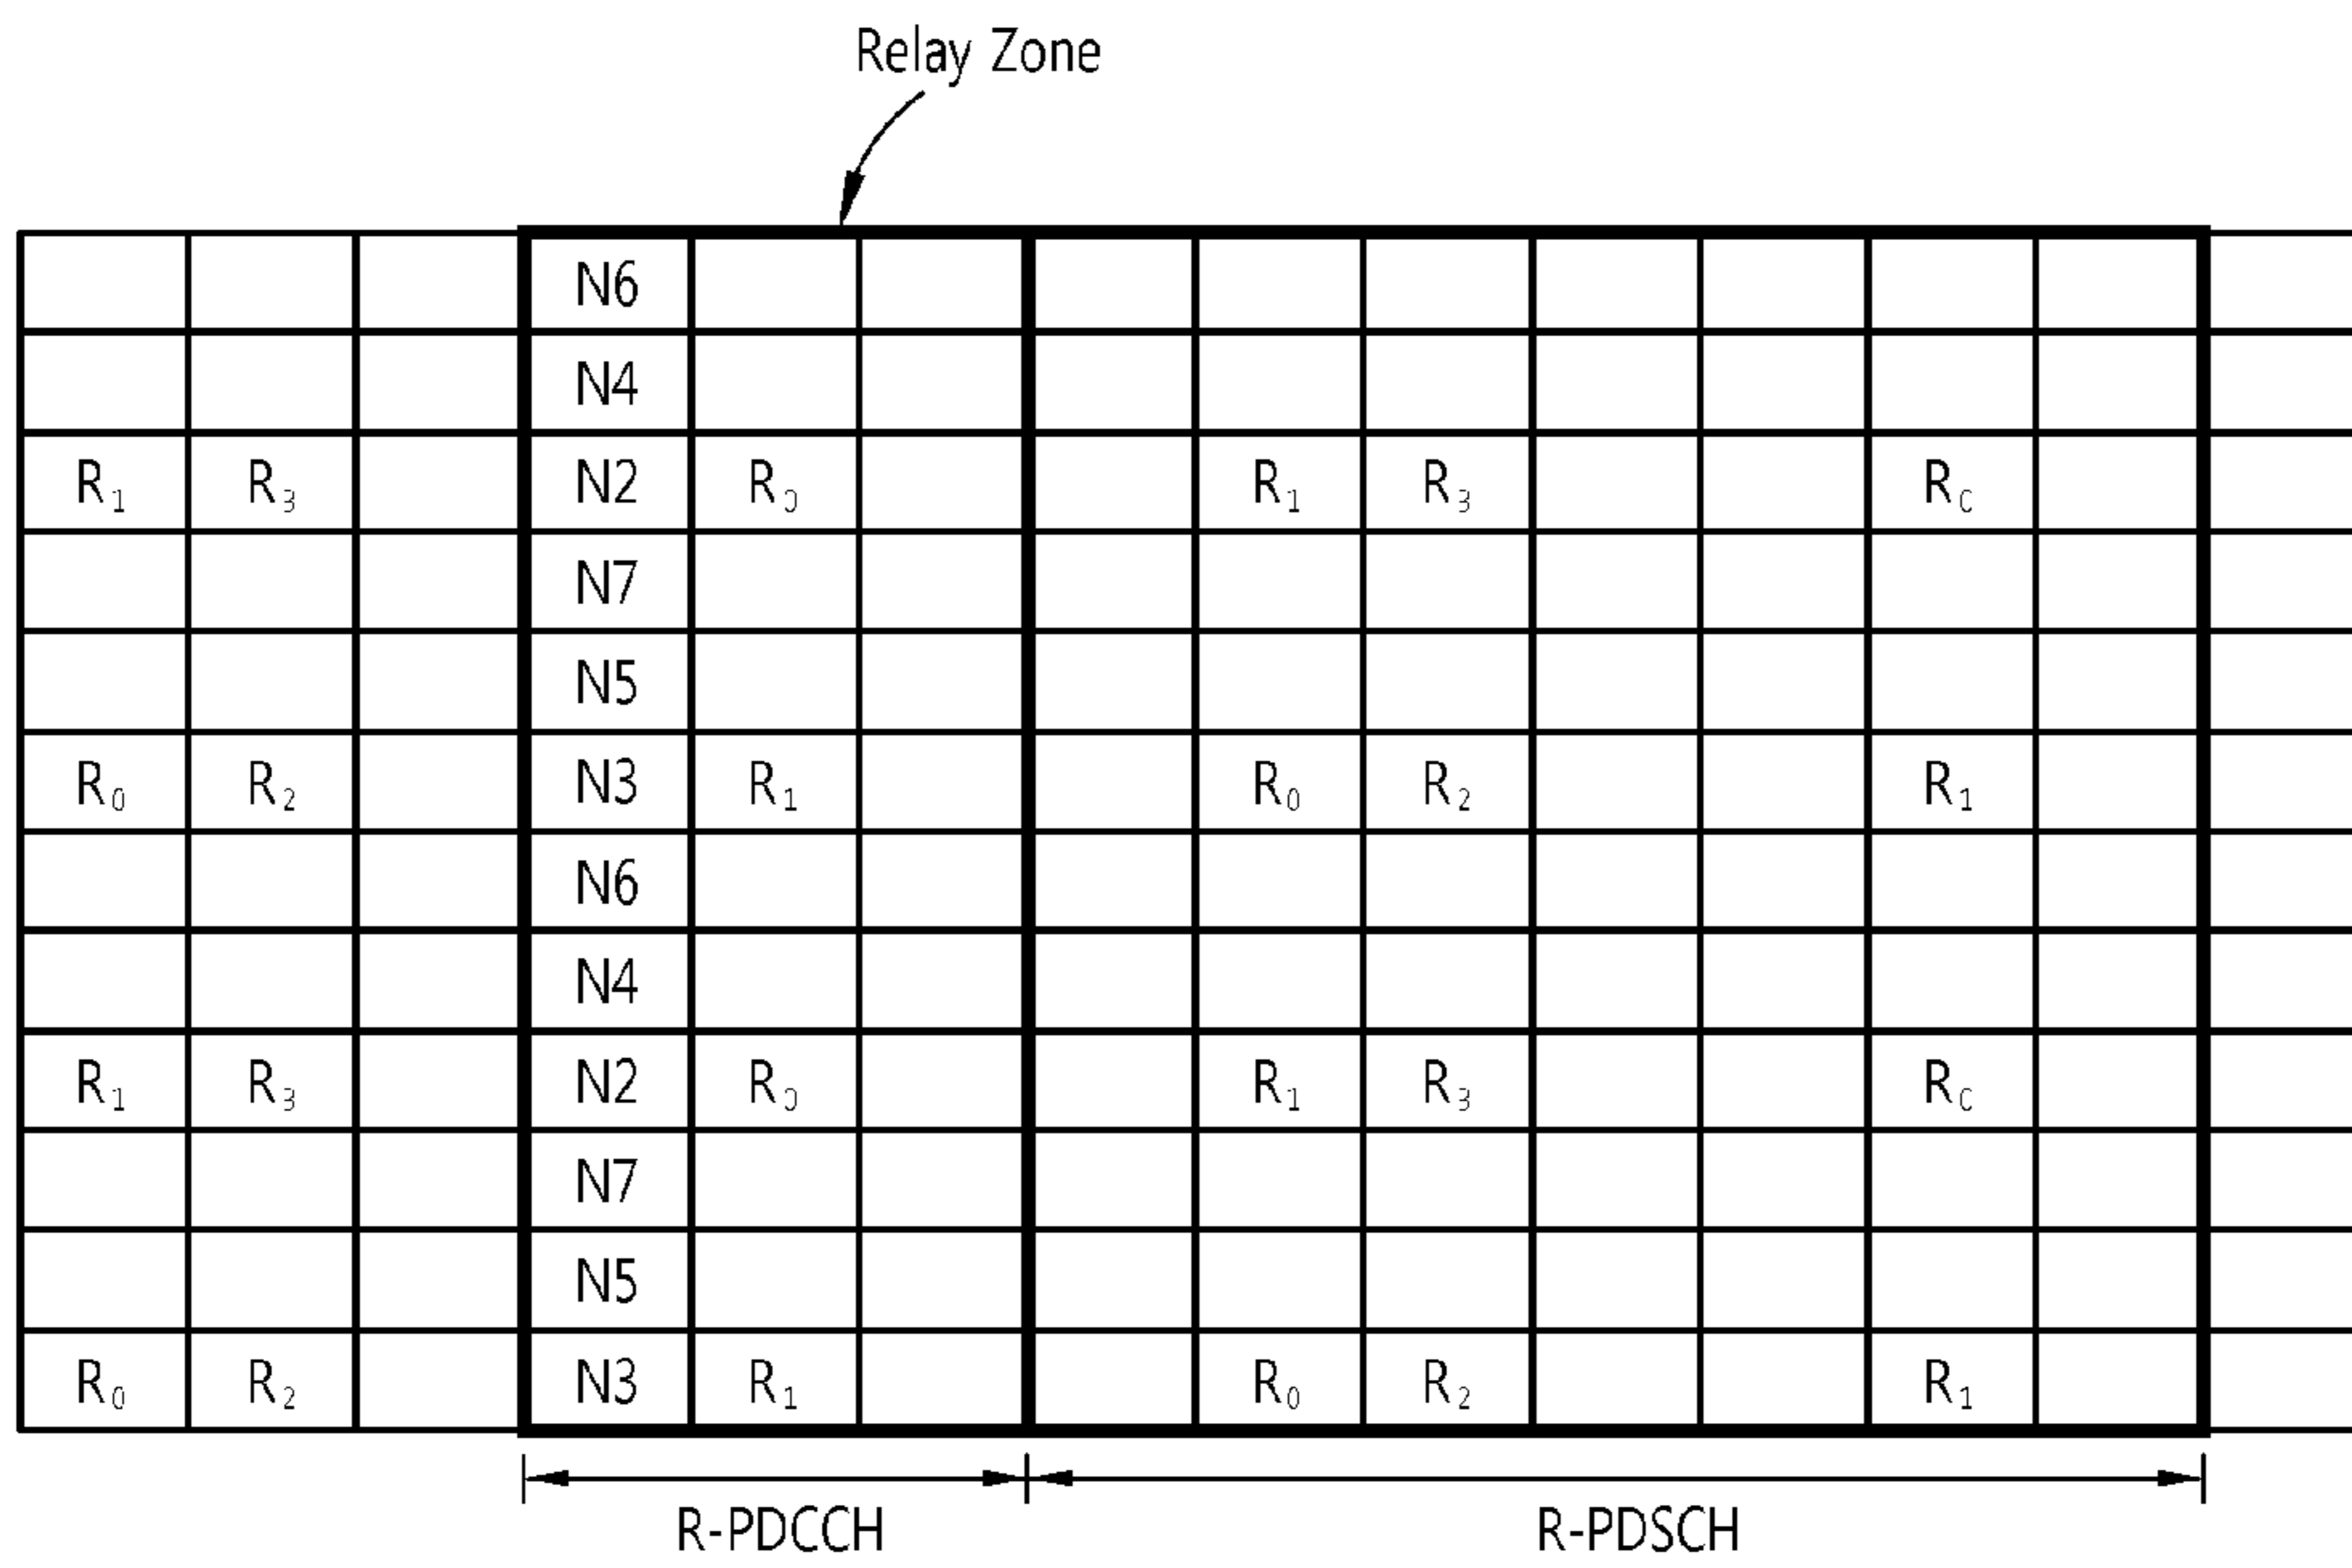 Relay Zone
N6
N4
R1 R3 N2 R0 R1 R3 R0
N7
N5
R0 R2 N3 R1 R0 R2 R1
N6
N4
R1 R3 N2 R0 R1 R3 R0
N7
N5
R0 R2 N3 R1 R0 R2 R1
R-PDCCH R-PDSCH